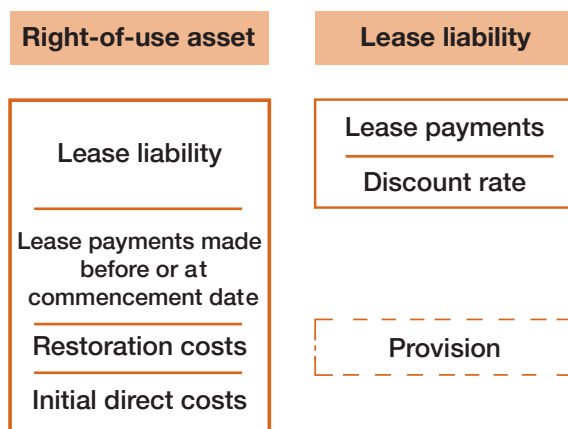 Right-of-use asset
Lease liability
Lease liability
Lease payments made
before or at
commencement date
Restoration costs
Initial direct costs
Lease payments
Discount rate
Provision